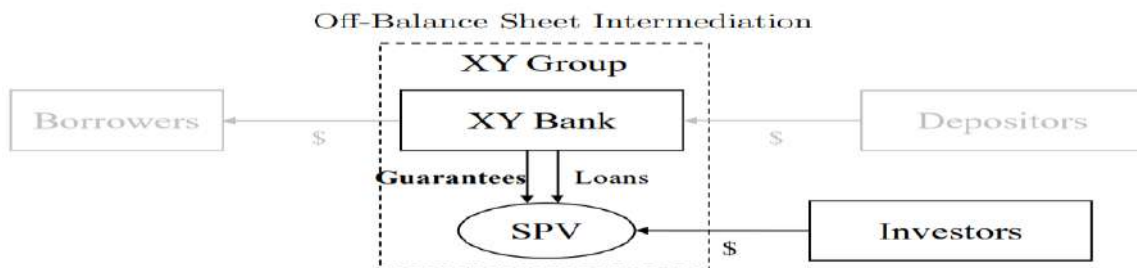 Off-Balance Sheet Intermediation
XY Group
Borrowers
$
XY Bank
$
Depositors
Guarantees
Loans
SPV
$
Investors